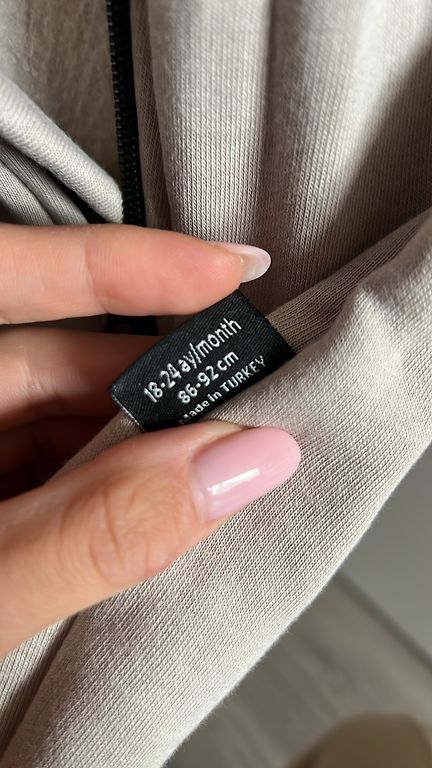 18-24 ay/month
86-92 cm
Made in TURKEY